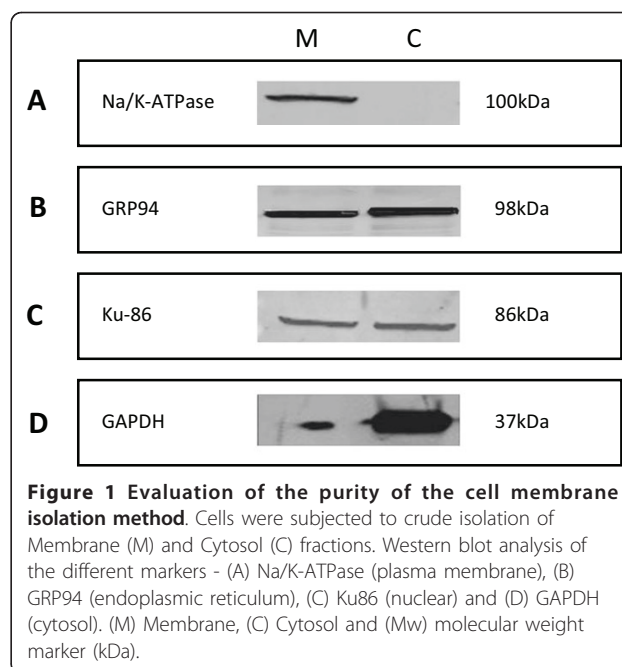 M C
A Na/K-ATPase 100kDa
B GRP94 98kDa
C Ku-86 86kDa
D GAPDH 37kDa
Figure 1 Evaluation of the purity of the cell membrane
isolation method. Cells were subjected to crude isolation of
Membrane (M) and Cytosol (C) fractions. Western blot analysis of
the different markers - (A) Na/K-ATPase (plasma membrane), (B)
GRP94 (endoplasmic reticulum), (C) Ku86 (nuclear) and (D) GAPDH
(cytosol). (M) Membrane, (C) Cytosol and (Mw) molecular weight
marker (kDa).